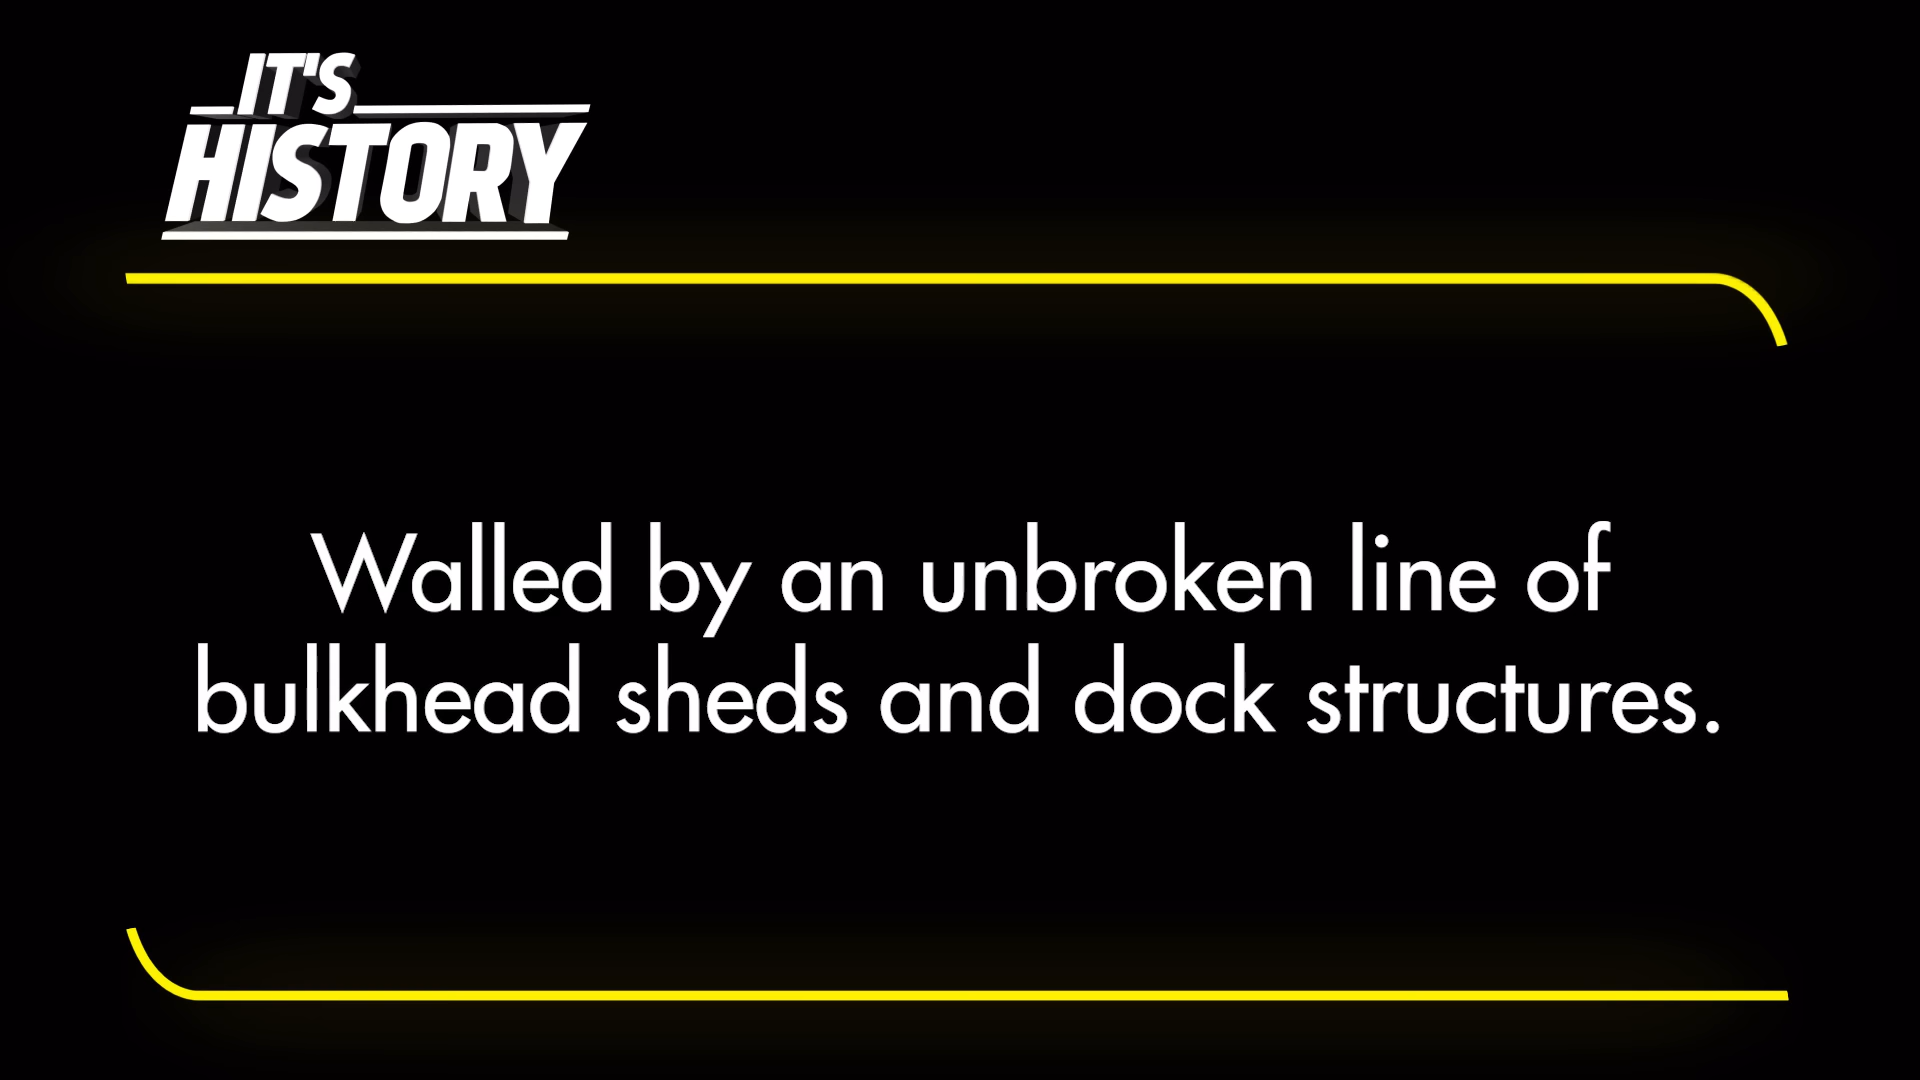 IT'S
HISTORY
Walled by an unbroken line of
bulkhead sheds and dock structures.